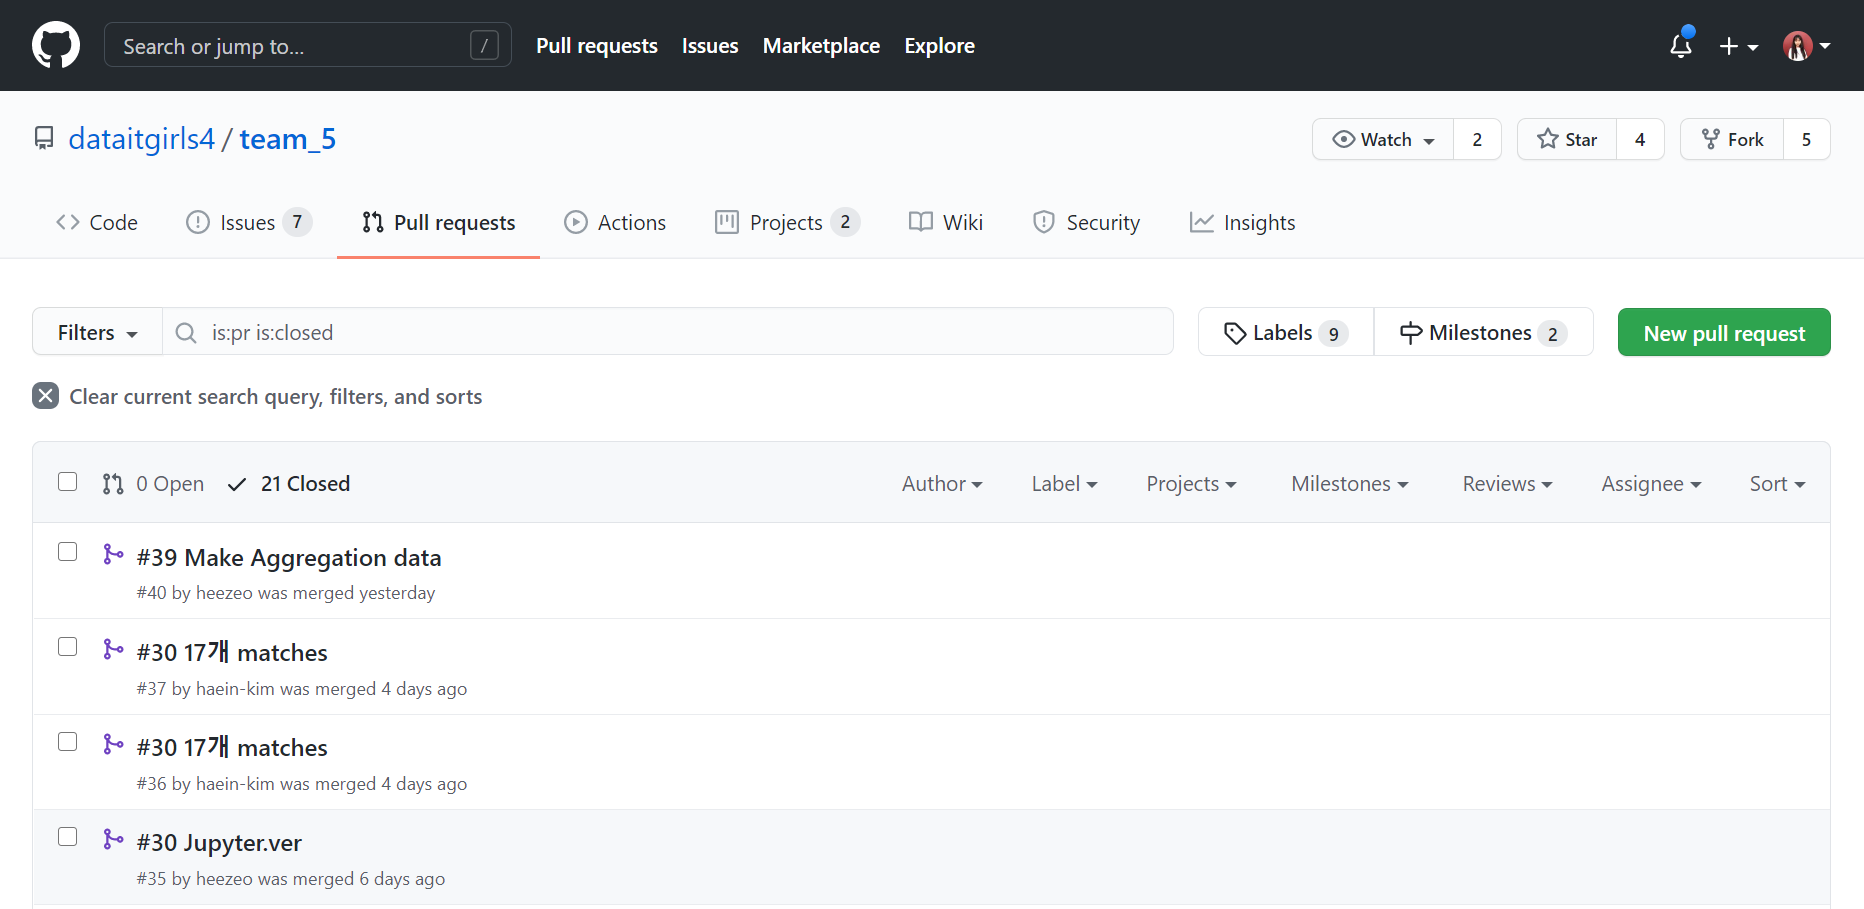 Search or jump to... /
Pull requests Issues Marketplace Explore
dataitgirls4 / team_5
Watch 2 Star 4 Fork 5
Code Issues 7 Pull requests Actions Projects 2 Wiki Security Insights
Filters is:pr is:closed Labels 9 Milestones 2 New pull request
Clear current search query, filters, and sorts
0 Open 21 Closed Author Label Projects Milestones Reviews Assignee Sort
#39 Make Aggregation data
#40 by heezeo was merged yesterday
#30 17개 matches
#37 by haein-kim was merged 4 days ago
#30 17개 matches
#36 by haein-kim was merged 4 days ago
#30 Jupyter.ver
#35 by heezeo was merged 6 days ago